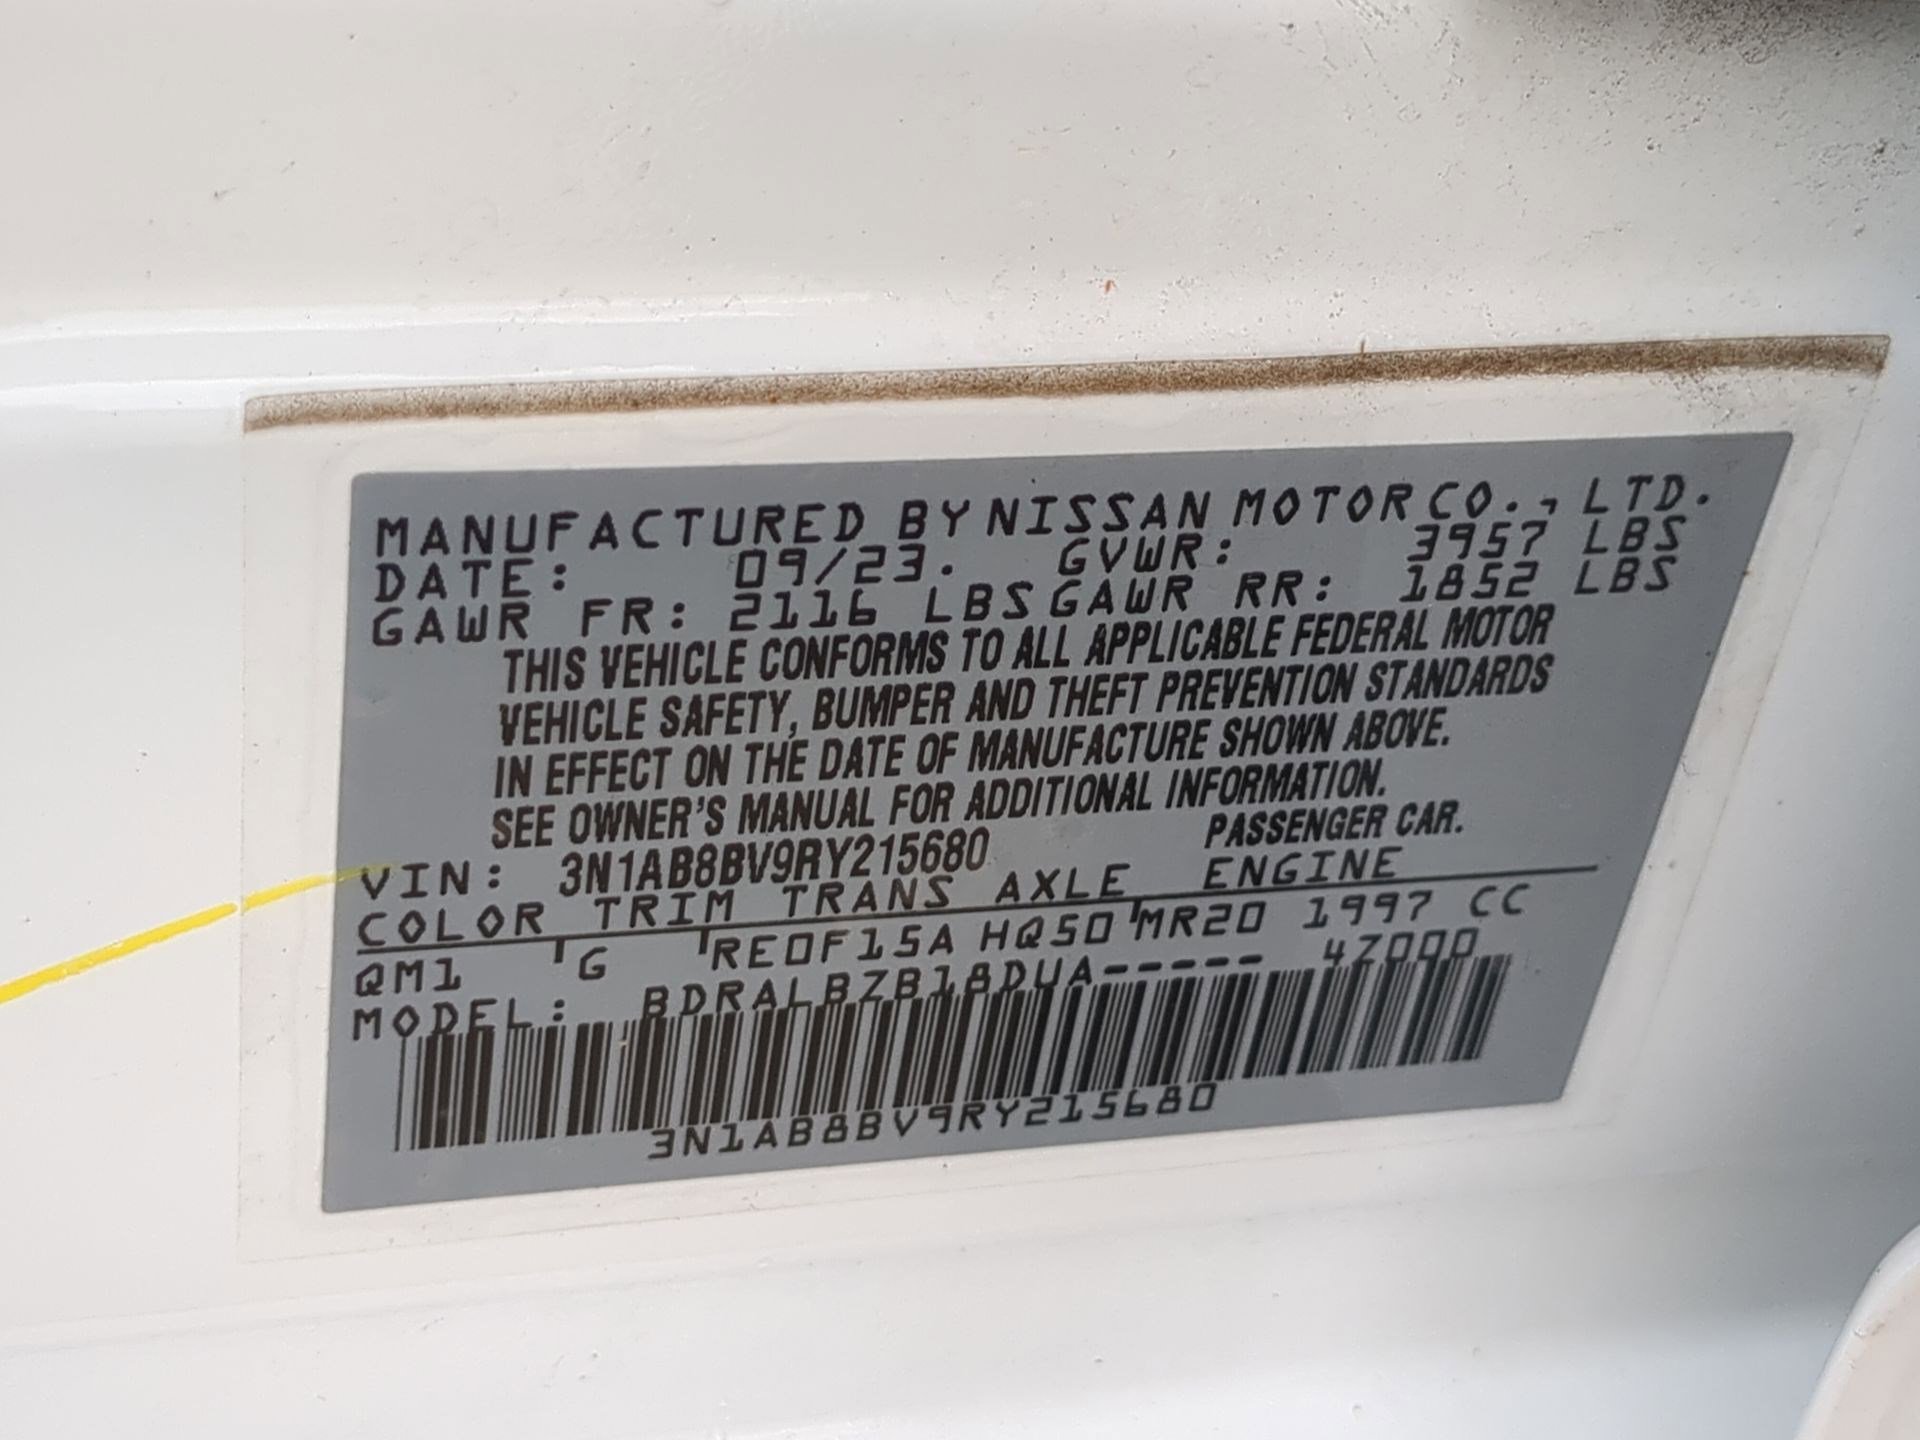 MANUFACTURED BY NISSAN MOTOR CO., LTD.
DATE: 09/23. GVWR: 3957 LBS
GAWR FR: 2116 LBS GAWR RR: 1852 LBS
THIS VEHICLE CONFORMS TO ALL APPLICABLE FEDERAL MOTOR
VEHICLE SAFETY, BUMPER AND THEFT PREVENTION STANDARDS
IN EFFECT ON THE DATE OF MANUFACTURE SHOWN ABOVE.
SEE OWNER'S MANUAL FOR ADDITIONAL INFORMATION.
VIN: 3N1AB8BV9RY215680 PASSENGER CAR.
COLOR TRIM TRANS AXLE ENGINE
QM1 G RE0F15A HQ50 MR20 1997 CC
MODEL: BDRALBZB18DUA----- 4Z000
3N1AB8BV9RY215680